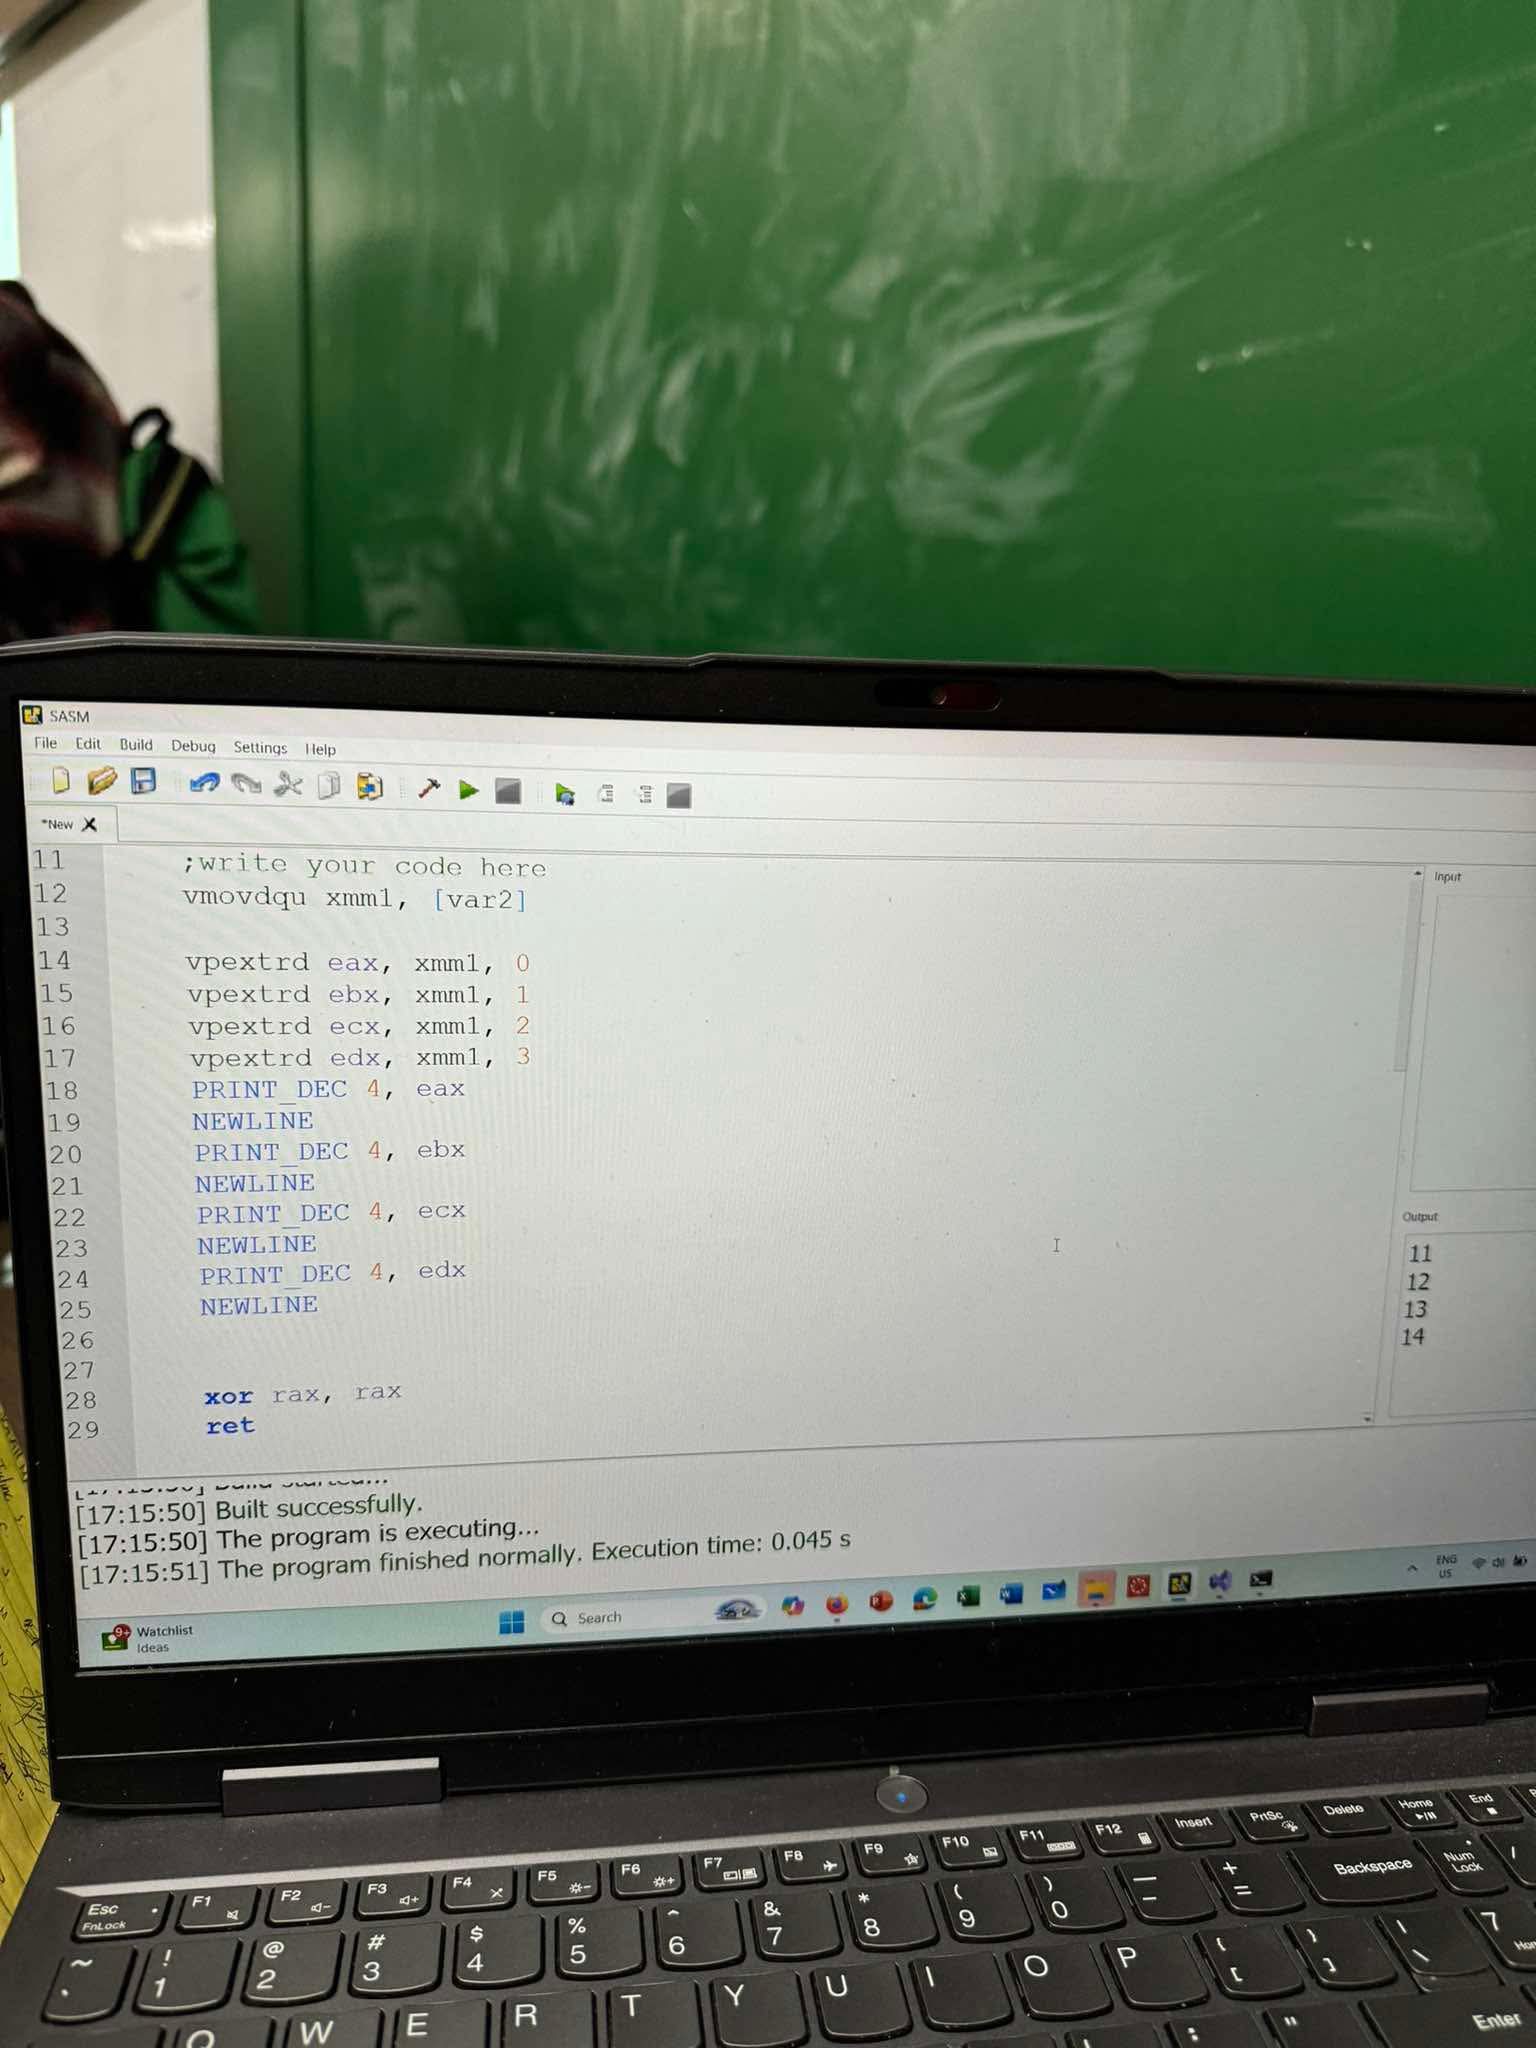 SASM
File Edit Build Debug Settings Help
*New
11 ;write your code here
12 vmovdqu xmm1, [var2]
13
14 vpextrd eax, xmm1, 0
15 vpextrd ebx, xmm1, 1
16 vpextrd ecx, xmm1, 2
17 vpextrd edx, xmm1, 3
18 PRINT_DEC 4, eax
19 NEWLINE
20 PRINT_DEC 4, ebx
21 NEWLINE
22 PRINT_DEC 4, ecx
23 NEWLINE
24 PRINT_DEC 4, edx
25 NEWLINE
26
27
28 xor rax, rax
29 ret
Input
Output
11
12
13
14
[17:15:50] Built successfully.
[17:15:50] The program is executing...
[17:15:51] The program finished normally. Execution time: 0.045 s
9+ Watchlist
Ideas
Search
ENG
US
Esc FnLock F1 F2 F3 F4 F5 F6 F7 F8 F9 F10 F11 F12 Insert PrtSc Delete Home End
~ ` ! 1 @ 2 # 3 $ 4 % 5 ^ 6 & 7 * 8 ( 9 ) 0 — - + = Backspace Num Lock /
Q W E R T Y U I O P { [ } ] | \ 7
: ; " Enter